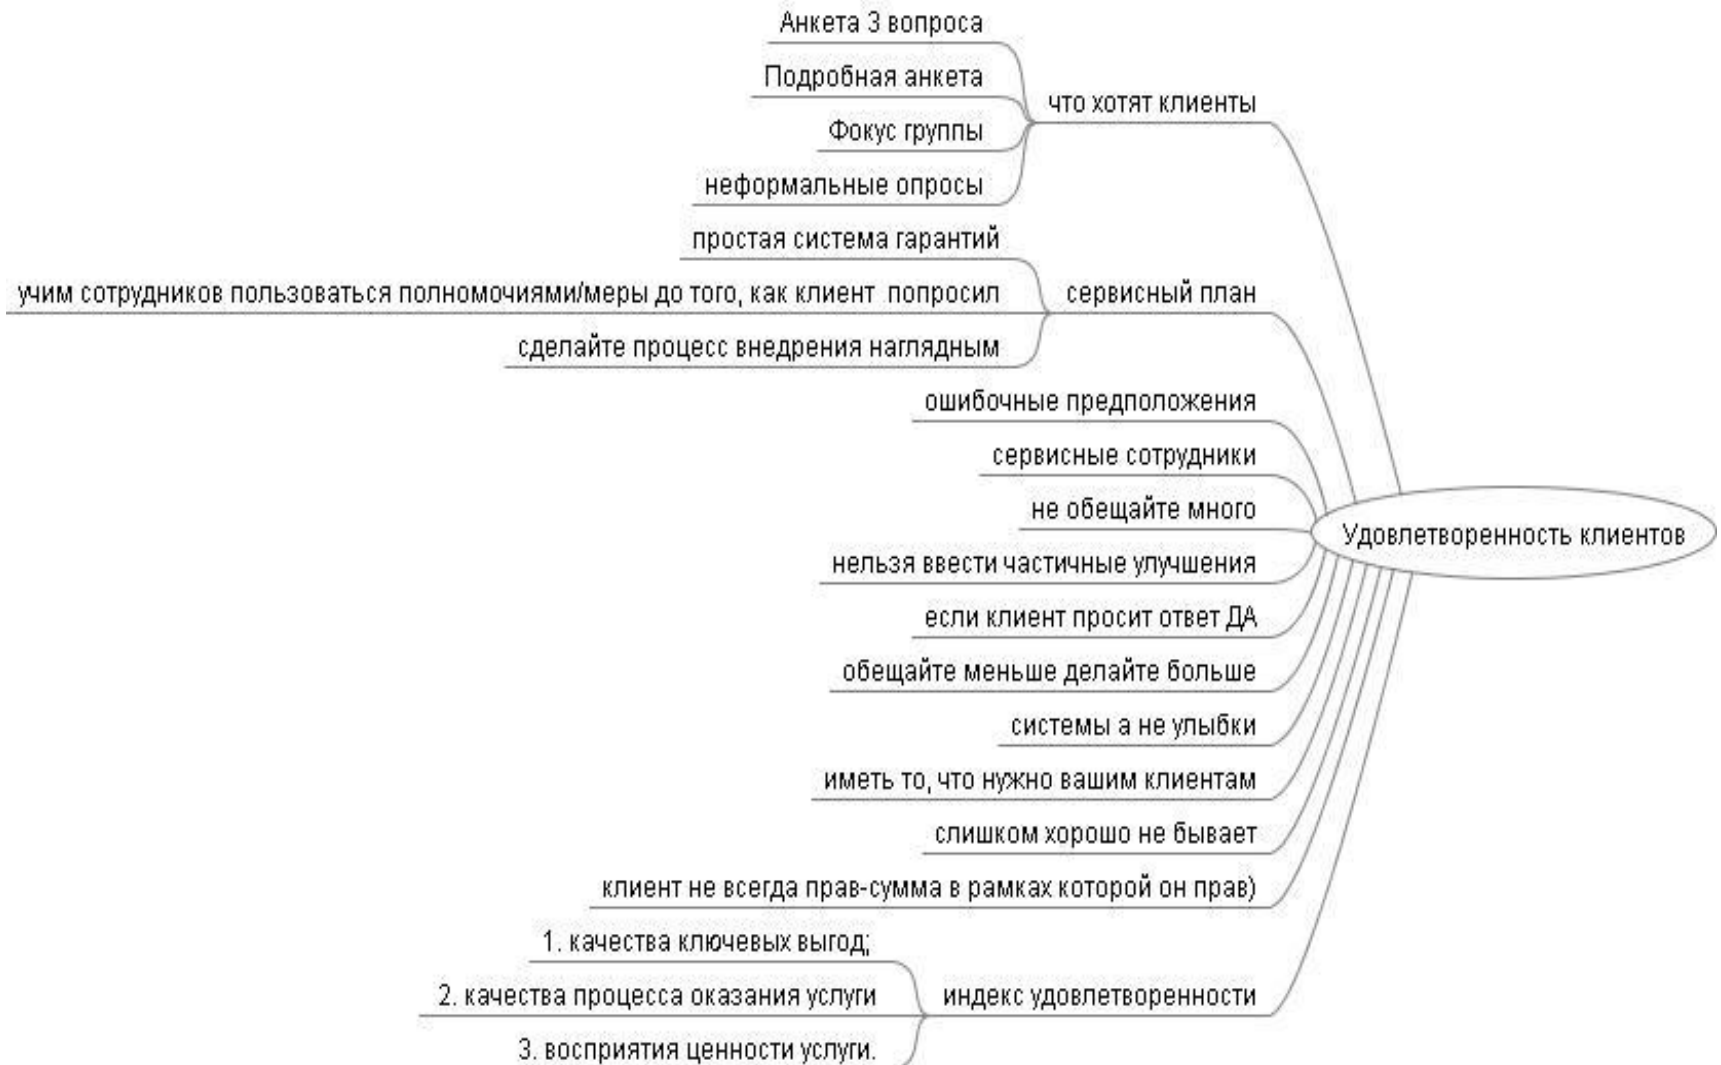 Анкета 3 вопроса
Подробная анкета
что хотят клиенты
Фокус группы
неформальные опросы
простая система гарантий
учим сотрудников пользоваться полномочиями/меры до того, как клиент попросил
сервисный план
сделайте процесс внедрения наглядным
ошибочные предположения
сервисные сотрудники
не обещайте много
Удовлетворенность клиентов
нельзя ввести частичные улучшения
если клиент просит ответ ДА
обещайте меньше делайте больше
системы а не улыбки
иметь то, что нужно вашим клиентам
слишком хорошо не бывает
клиент не всегда прав-сумма в рамках которой он прав)
1. качества ключевых выгод;
2. качества процесса оказания услуги
индекс удовлетворенности
3. восприятия ценности услуги.